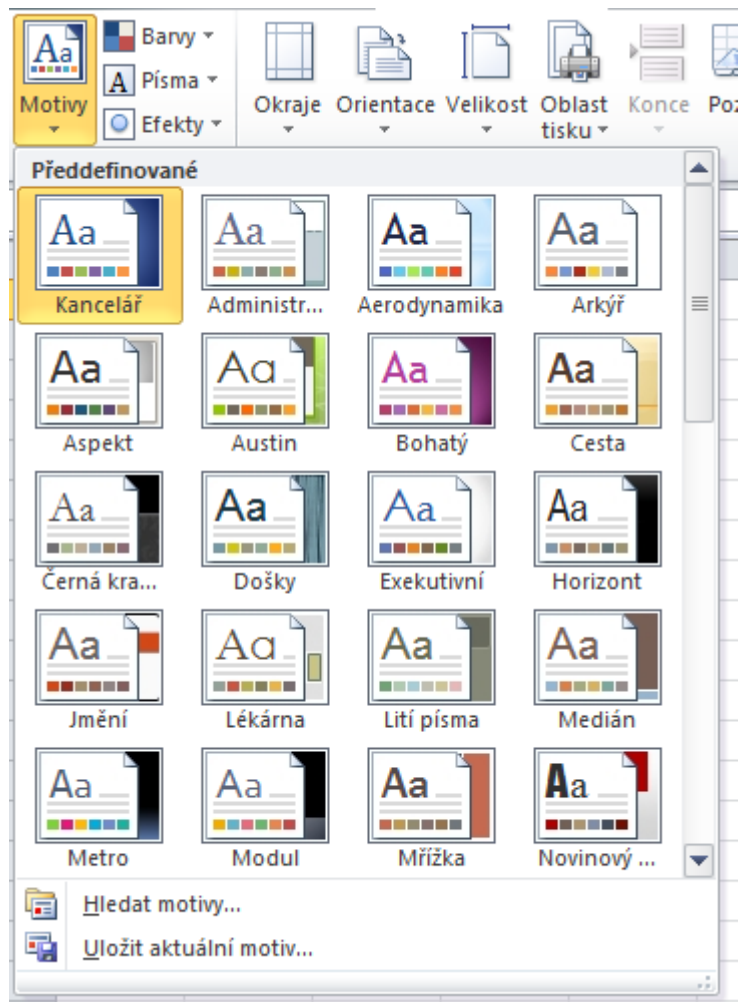 Motivy
Barvy
Písma
Efekty
Okraje Orientace Velikost Oblast tisku Konce Poz
Předdefinované
Aa Aa Aa Aa
Kancelář Administr... Aerodynamika Arkýř
Aa Aa Aa Aa
Aspekt Austin Bohatý Cesta
Aa Aa Aa Aa
Černá kra... Došky Exekutivní Horizont
Aa Aa Aa Aa
Jmění Lékárna Lití písma Medián
Aa Aa Aa Aa
Metro Modul Mřížka Novinový ...
Hledat motivy...
Uložit aktuální motiv...